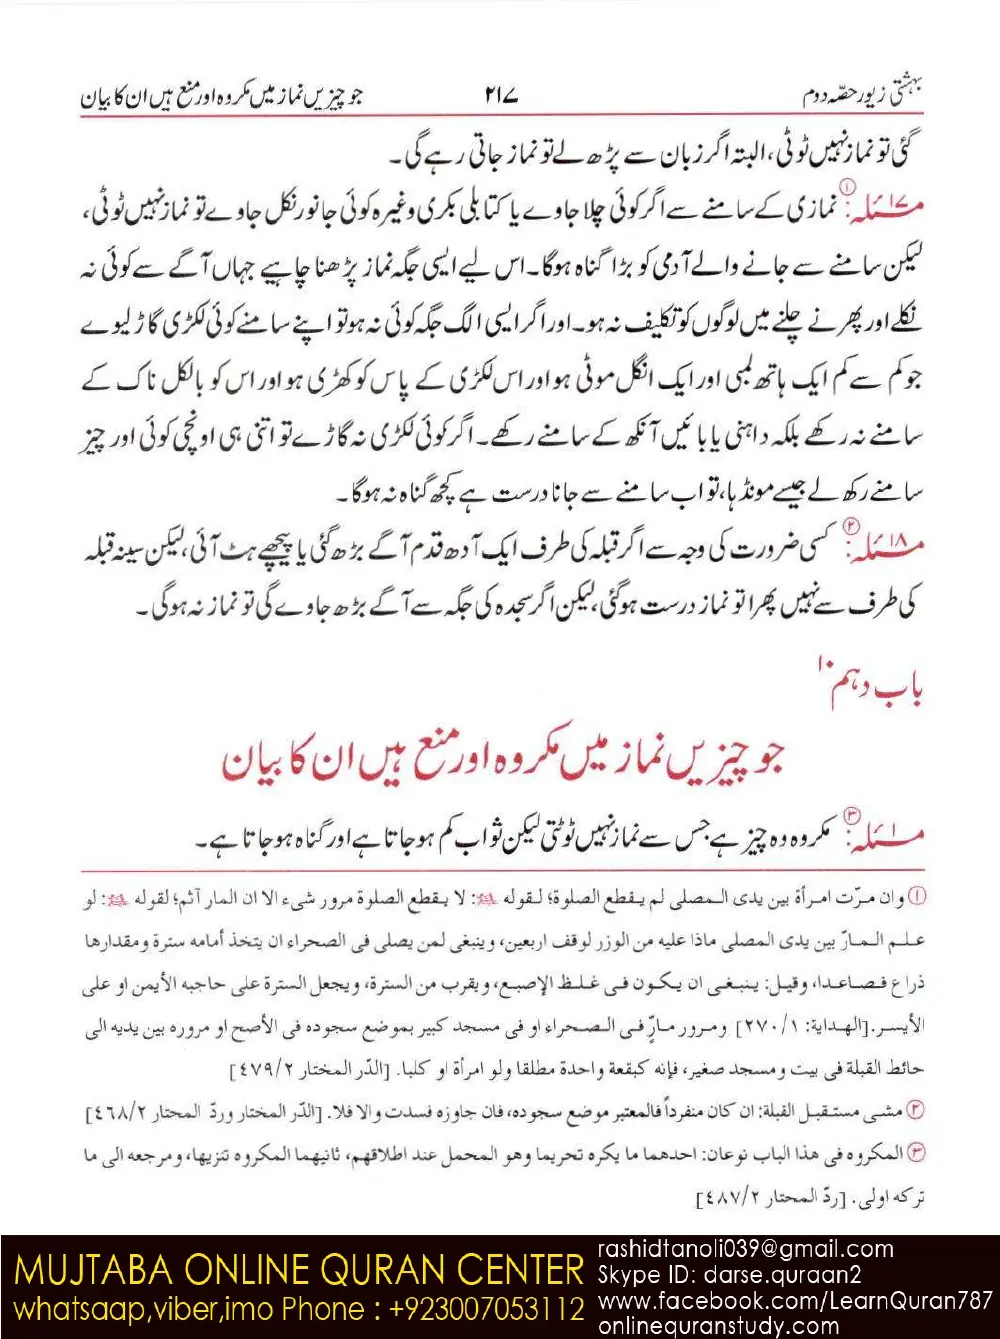 بہشتی زیور حصّہ دوم ۲۱۷ جو چیزیں نماز میں مکروہ اور منع ہیں ان کا بیان
گئی تو نماز نہیں ٹوٹی، البتہ اگر زبان سے پڑھ لے تو نماز جاتی رہے گی۔
مسئلہ ۱۷: ① نمازی کے سامنے سے اگر کوئی چلا جاوے یا کتا بلی بکری وغیرہ کوئی جانور نکل جاوے تو نماز نہیں ٹوٹی،
لیکن سامنے سے جانے والے آدمی کو بڑا گناہ ہوگا۔ اس لیے ایسی جگہ نماز پڑھنا چاہیے جہاں آگے سے کوئی نہ
نکلے اور پھرنے چلنے میں لوگوں کو تکلیف نہ ہو۔ اور اگر ایسی الگ جگہ کوئی نہ ہو تو اپنے سامنے کوئی لکڑی گاڑ لیوے
جو کم سے کم ایک ہاتھ لمبی اور ایک انگل موٹی ہو اور اس لکڑی کے پاس کو کھڑی ہو اور اس کو بالکل ناک کے
سامنے نہ رکھے بلکہ داہنی یا بائیں آنکھ کے سامنے رکھے۔ اگر کوئی لکڑی نہ گاڑے تو اتنی ہی اونچی کوئی اور چیز
سامنے رکھ لے جیسے مونڈھا، تو اب سامنے سے جانا درست ہے کچھ گناہ نہ ہوگا۔
مسئلہ ۱۸: ② کسی ضرورت کی وجہ سے اگر قبلہ کی طرف ایک آدھ قدم آگے بڑھ گئی یا پیچھے ہٹ آئی، لیکن سینہ قبلہ
کی طرف سے نہیں پھرا تو نماز درست ہوگئی، لیکن اگر سجدہ کی جگہ سے آگے بڑھ جاوے گی تو نماز نہ ہوگی۔
باب دہم ۱۰
جو چیزیں نماز میں مکروہ اور منع ہیں ان کا بیان
مسئلہ ۱: ③ مکروہ وہ چیز ہے جس سے نماز نہیں ٹوٹتی لیکن ثواب کم ہوجاتا ہے اور گناہ ہوجاتا ہے۔
① وان مرّت امرأة بين يدى المصلى لم يقطع الصلوة؛ لقوله ﷺ: لا يقطع الصلوة مرور شىء الا ان المار آثم؛ لقوله ﷺ: لو
علم المارّ بين يدى المصلى ماذا عليه من الوزر لوقف اربعين، وينبغى لمن يصلى فى الصحراء ان يتخذ أمامه سترة ومقدارها
ذراع فصاعدا، وقيل: ينبغى ان يكون فى غلظ الإصبع، ويقرب من السترة، ويجعل السترة على حاجبه الأيمن او على
الأيسر.[الهداية: ۱/۲۷۰] ومرور مارّ فى الصحراء او فى مسجد كبير بموضع سجوده فى الأصح او مروره بين يديه الى
حائط القبلة فى بيت ومسجد صغير، فإنه كبقعة واحدة مطلقا ولو امرأة او كلبا. [الدّر المختار ۲/۴۷۹]
② مشى مستقبل القبلة: ان كان منفرداً فالمعتبر موضع سجوده، فان جاوزه فسدت والا فلا. [الدّر المختار وردّ المحتار ۲/۴۶۸]
③ المكروه فى هذا الباب نوعان: احدهما ما يكره تحريما وهو المحمل عند اطلاقهم، ثانيهما المكروه تنزيها، ومرجعه الى ما
تركه اولى. [ردّ المحتار ۲/۴۸۷]
MUJTABA ONLINE QURAN CENTER
whatsaap,viber,imo Phone : +923007053112
rashidtanoli039@gmail.com
Skype ID: darse.quraan2
www.facebook.com/LearnQuran787
onlinequranstudy.com